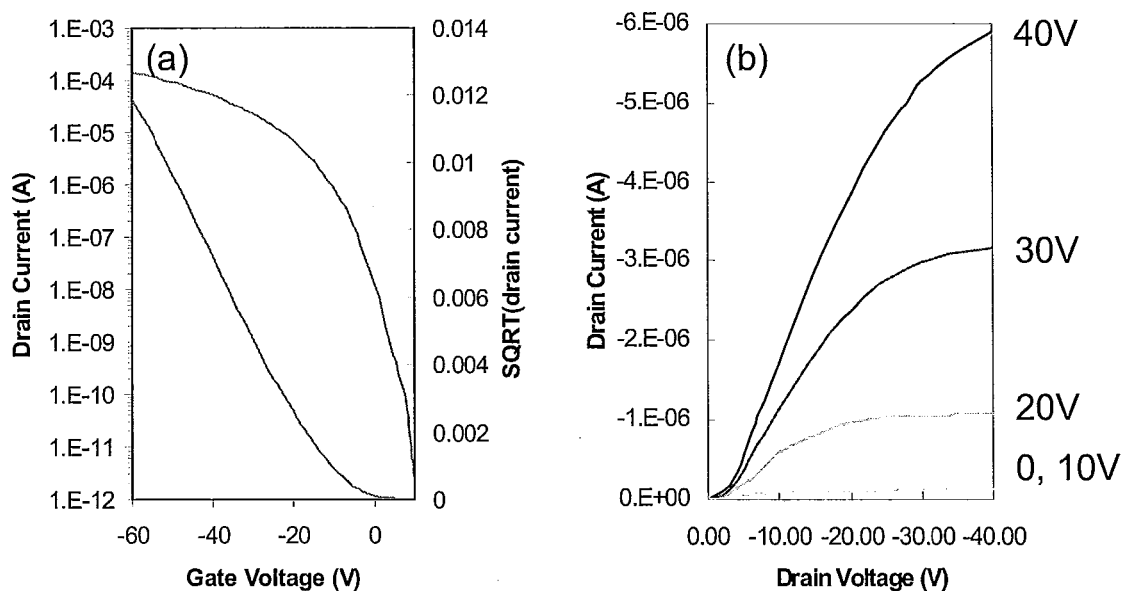 (a)
1.E-03
1.E-04
1.E-05
1.E-06
1.E-07
1.E-08
1.E-09
1.E-10
1.E-11
1.E-12
Drain Current (A)
0.014
0.012
0.01
0.008
0.006
0.004
0.002
0
SQRT(drain current)
-60
-40
-20
0
Gate Voltage (V)
(b)
-6.E-06
-5.E-06
-4.E-06
-3.E-06
-2.E-06
-1.E-06
0.E+00
Drain Current (A)
40V
30V
20V
0, 10V
0.00
-10.00
-20.00
-30.00
-40.00
Drain Voltage (V)